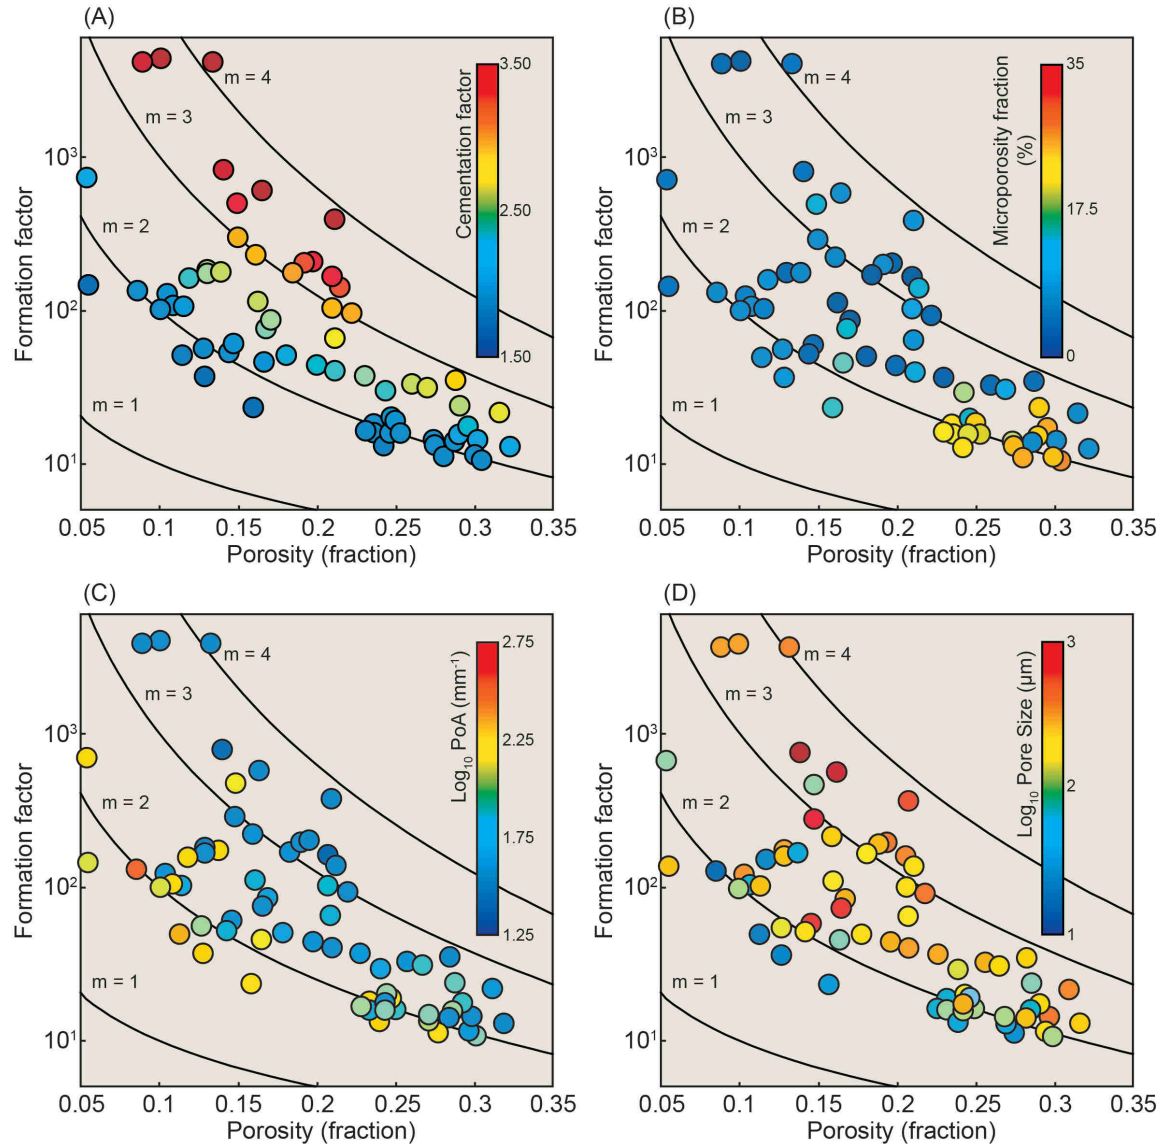 (A)
m = 4
m = 3
m = 2
m = 1
Cementation factor
3.50
2.50
1.50
Formation factor
10³
10²
10¹
0.05
0.1
0.15
0.2
0.25
0.3
0.35
Porosity (fraction)
(B)
m = 4
m = 3
m = 2
m = 1
Microporosity fraction
(%)
35
17.5
0
Formation factor
10³
10²
10¹
0.05
0.1
0.15
0.2
0.25
0.3
0.35
Porosity (fraction)
(C)
m = 4
m = 3
m = 2
m = 1
Log₁₀ PoA (mm⁻¹)
2.75
2.25
1.75
1.25
Formation factor
10³
10²
10¹
0.05
0.1
0.15
0.2
0.25
0.3
0.35
Porosity (fraction)
(D)
m = 4
m = 3
m = 2
m = 1
Log₁₀ Pore Size (µm)
3
2
1
Formation factor
10³
10²
10¹
0.05
0.1
0.15
0.2
0.25
0.3
0.35
Porosity (fraction)